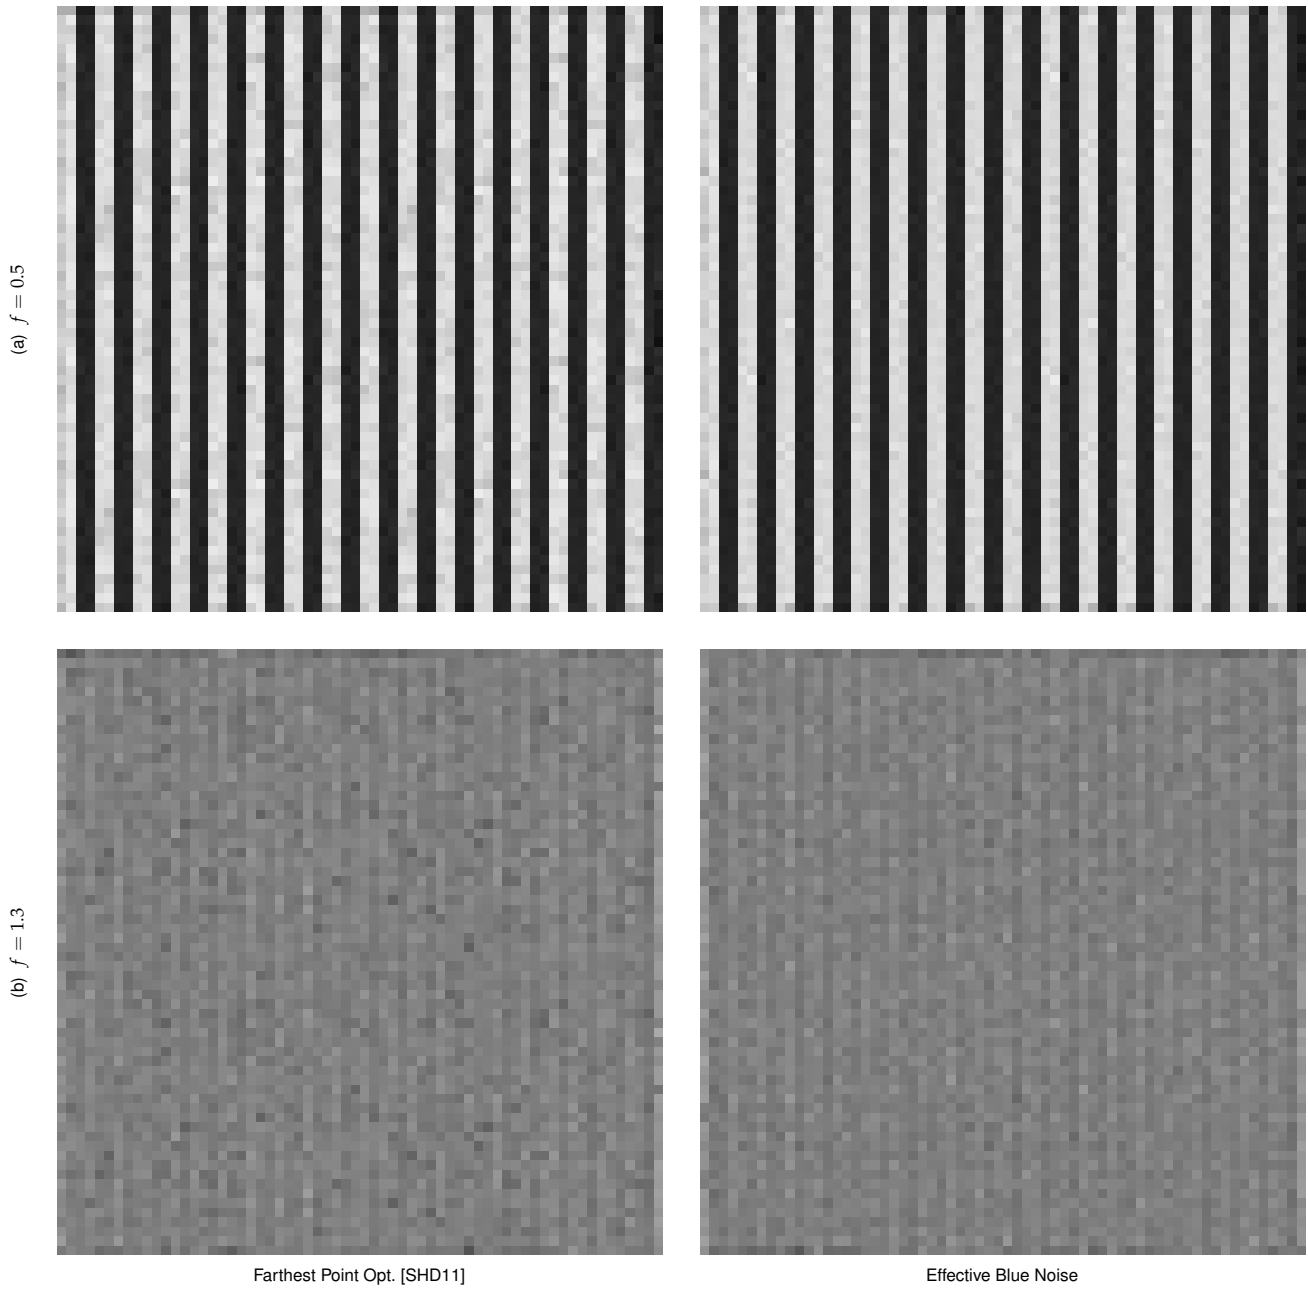 (a) f = 0.5
(b) f = 1.3
Farthest Point Opt. [SHD11]
Effective Blue Noise